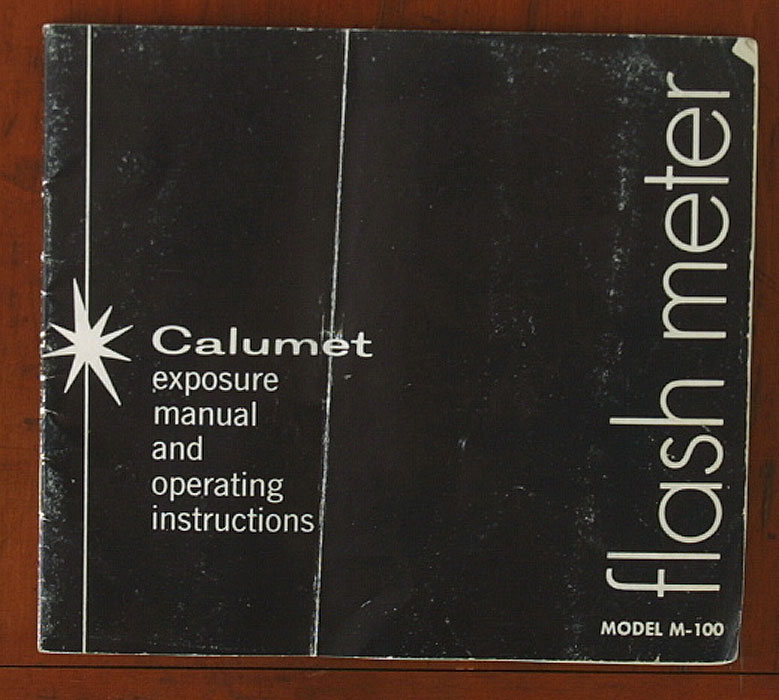 Calumet
exposure
manual
and
operating
instructions
flash meter
MODEL M-100